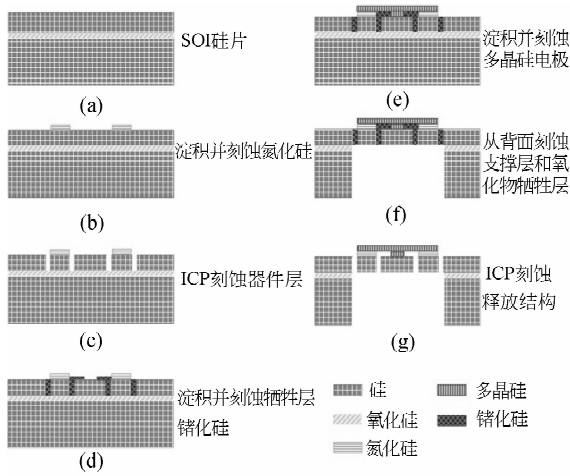 SOI硅片
(a)
淀积并刻蚀氮化硅
(b)
ICP刻蚀器件层
(c)
淀积并刻蚀牺牲层
锗化硅
(d)
淀积并刻蚀
多晶硅电极
(e)
从背面刻蚀
支撑层和氧
化物牺牲层
(f)
ICP刻蚀
释放结构
(g)
硅
多晶硅
氧化硅
锗化硅
氮化硅